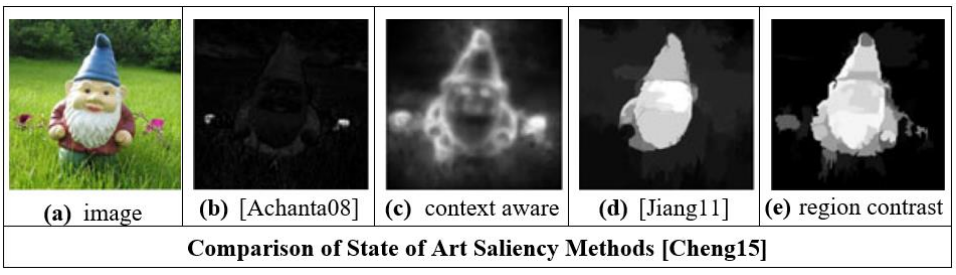 (a) image
(b) [Achanta08]
(c) context aware
(d) [Jiang11]
(e) region contrast
Comparison of State of Art Saliency Methods [Cheng15]